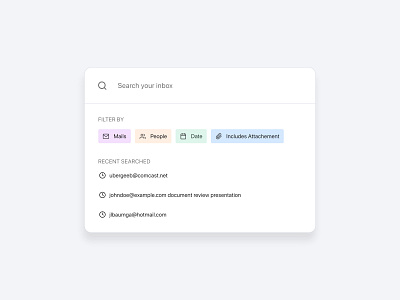 Search your inbox
FILTER BY
Mails
People
Date
Includes Attachement
RECENT SEARCHED
ubergeeb@comcast.net
johndoe@example.com document review presentation
jlbaumga@hotmail.com